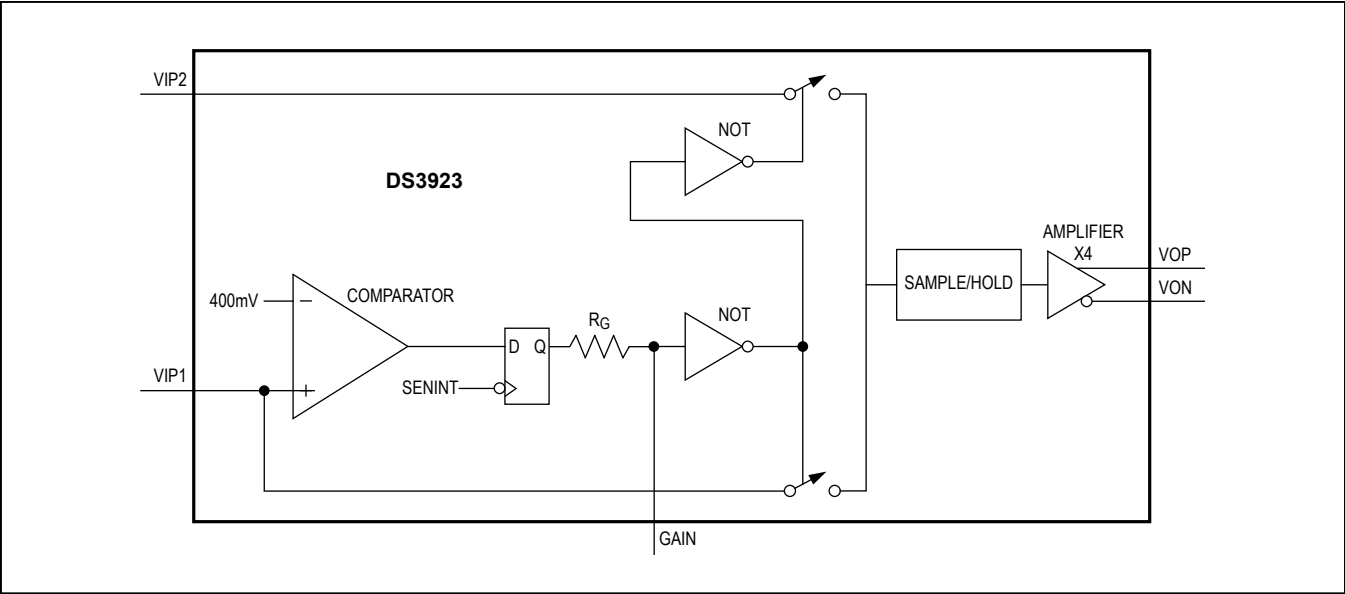 VIP2
NOT
DS3923
AMPLIFIER
X4
VOP
SAMPLE/HOLD
VON
400mV
COMPARATOR
RG
NOT
D Q
VIP1
SENINT
GAIN